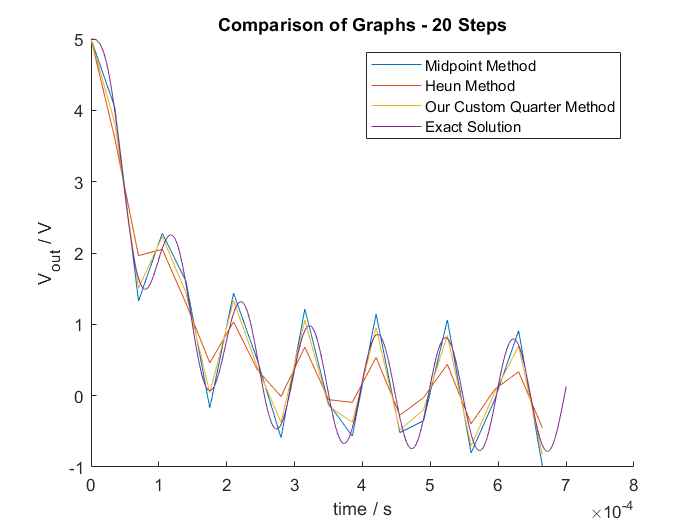 Comparison of Graphs - 20 Steps
Midpoint Method
Heun Method
Our Custom Quarter Method
Exact Solution
V_out / V
5
4
3
2
1
0
-1
0 1 2 3 4 5 6 7 8
time / s
×10^-4